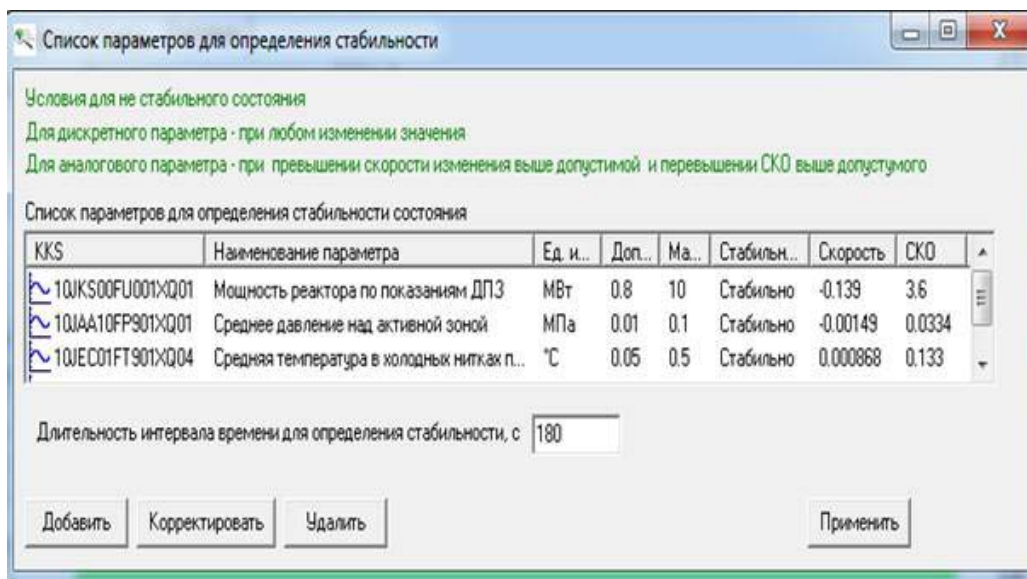 Список параметров для определения стабильности
Условия для не стабильного состояния
Для дискретного параметра - при любом изменении значения
Для аналогового параметра - при превышении скорости изменения выше допустимой и перевышении СКО выше допустумого
Список параметров для определения стабильности состояния
KKS Наименование параметра Ед. и... Доп... Ма... Стабильн... Скорость СКО
10JKS00FU001XQ01 Мощность реактора по показаниям ДПЗ МВт 0.8 10 Стабильно -0.139 3.6
10JAA10FP901XQ01 Среднее давление над активной зоной МПа 0.01 0.1 Стабильно -0.00149 0.0334
10JEC01FT901XQ04 Средняя температура в холодных нитках п... °C 0.05 0.5 Стабильно 0.000868 0.133
Длительность интервала времени для определения стабильности, с 180
Добавить Корректировать Удалить Применить